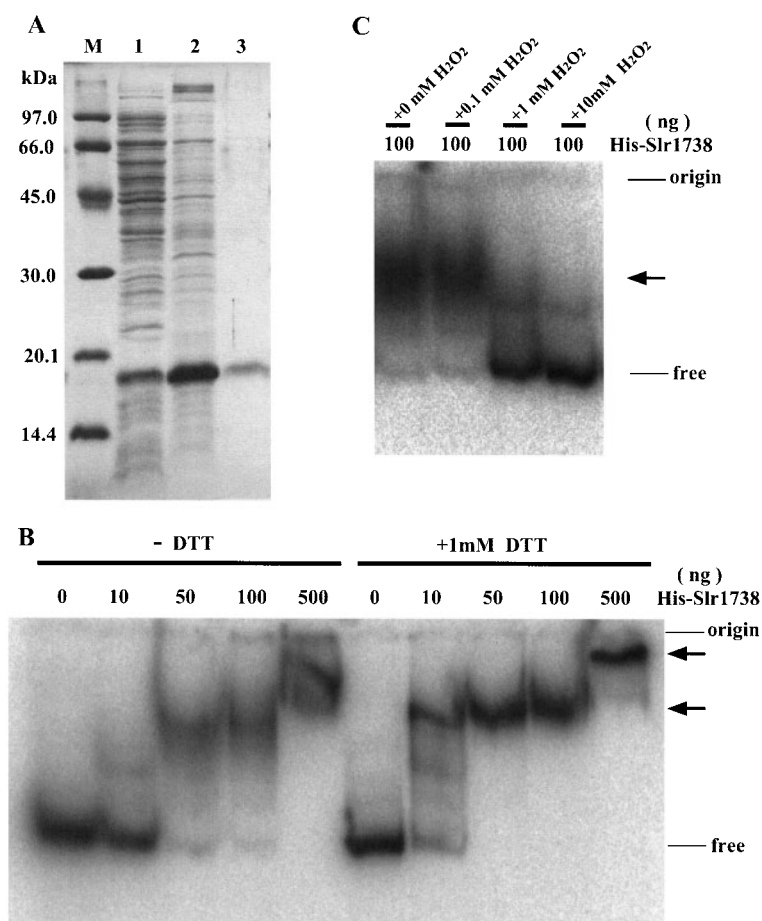 A
M 1 2 3
kDa
97.0
66.0
45.0
30.0
20.1
14.4
C
+0 mM H2O2 +0.1 mM H2O2 +1 mM H2O2 +10mM H2O2
( ng )
100 100 100 100 His-Slr1738
origin
free
B
- DTT +1mM DTT
( ng )
0 10 50 100 500 0 10 50 100 500 His-Slr1738
origin
free